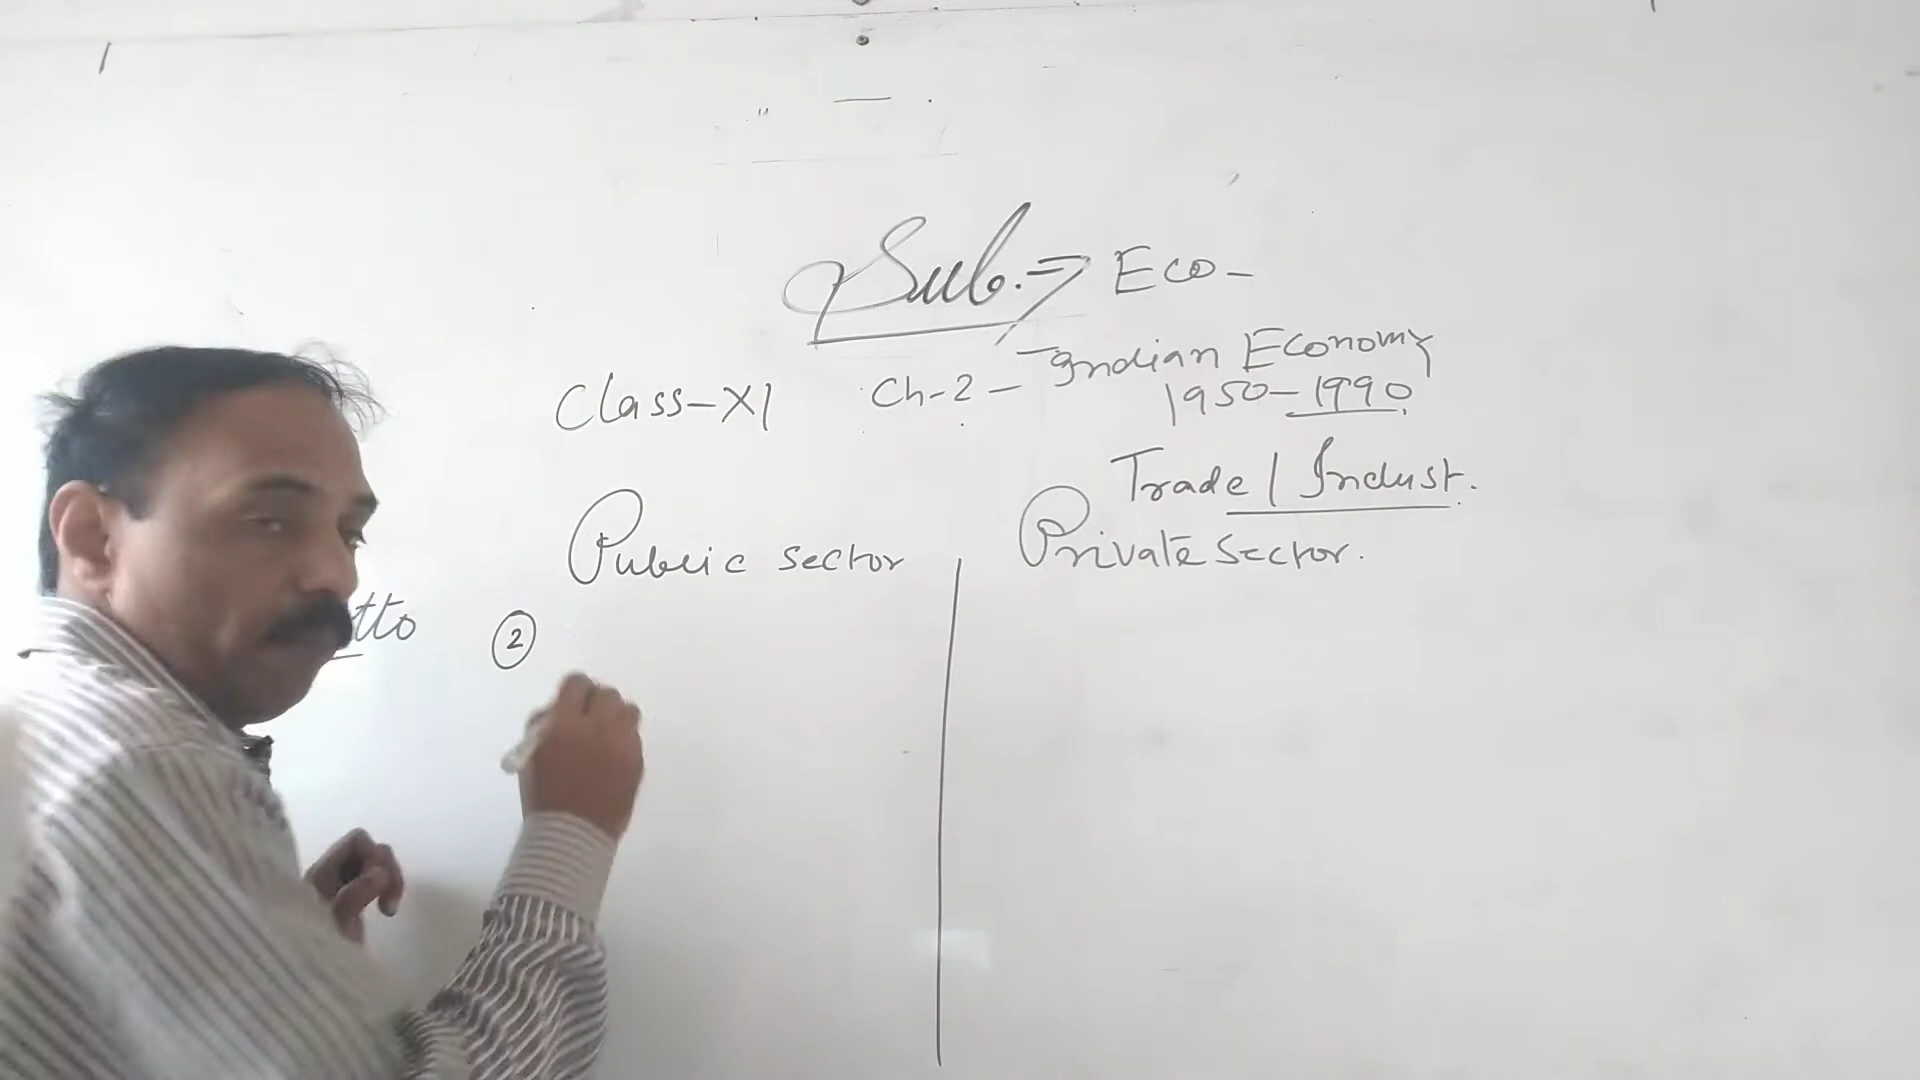 Sub. ⇒ Eco -
Class-XI Ch-2 - Indian Economy
1950-1990
Trade / Indust.
Public sector Private sector.
2